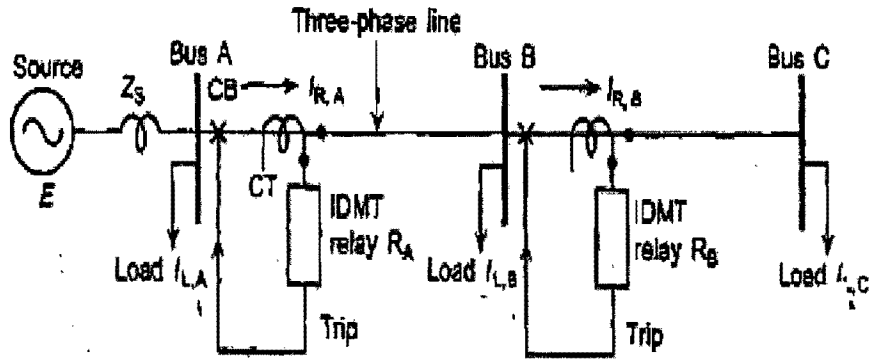 Three-phase line
Source
Bus A
Bus B
Bus C
Z_S
CB
I_R,A
I_R,B
E
CT
IDMT
relay R_A
IDMT
relay R_B
Load I_L,A
Load I_L,B
Load I_L,C
Trip
Trip